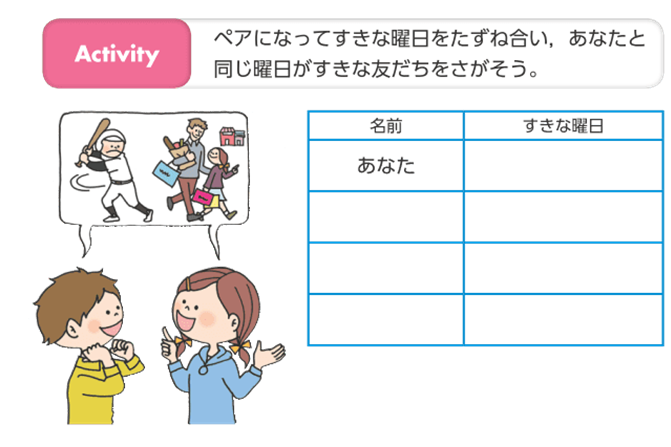 Activity
ペアになってすきな曜日をたずね合い，あなたと
同じ曜日がすきな友だちをさがそう。
名前
すきな曜日
あなた